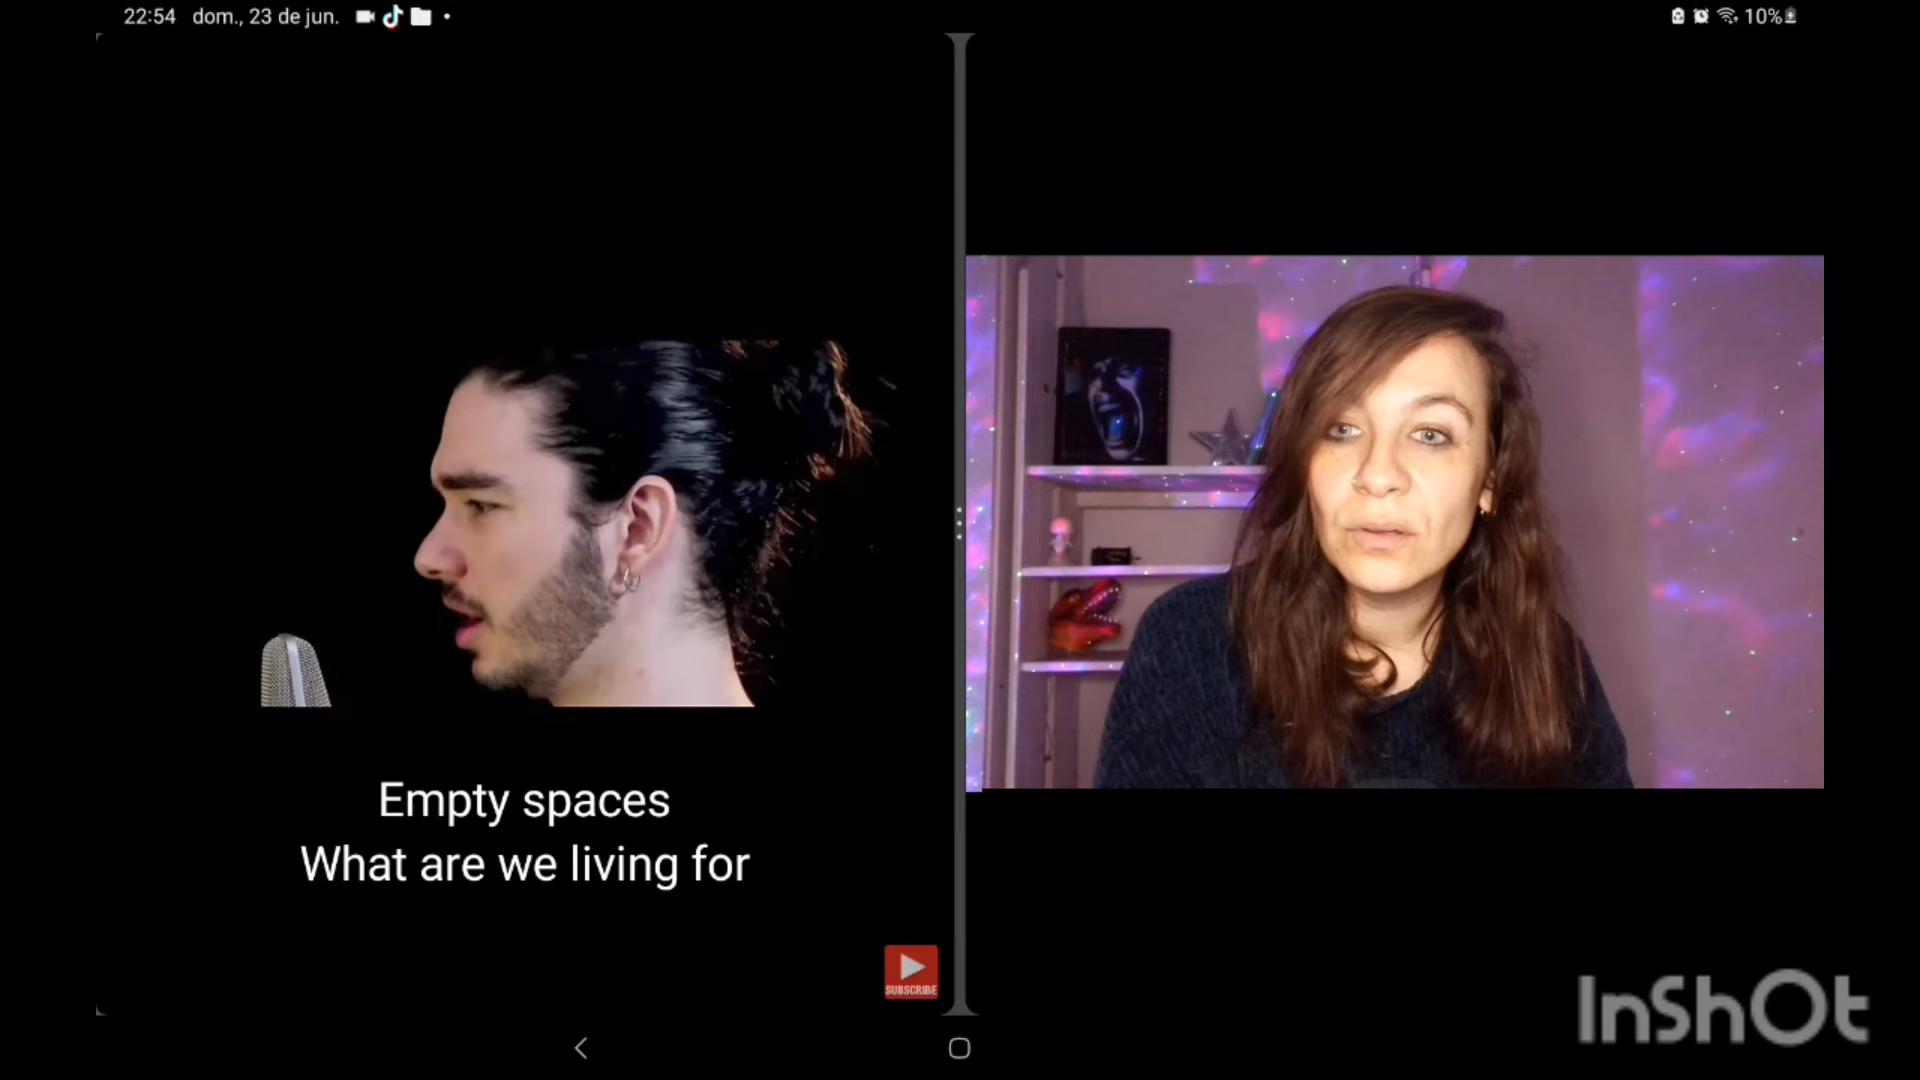 22:54 dom., 23 de jun.
10%
Empty spaces
What are we living for
SUBSCRIBE
InShOt